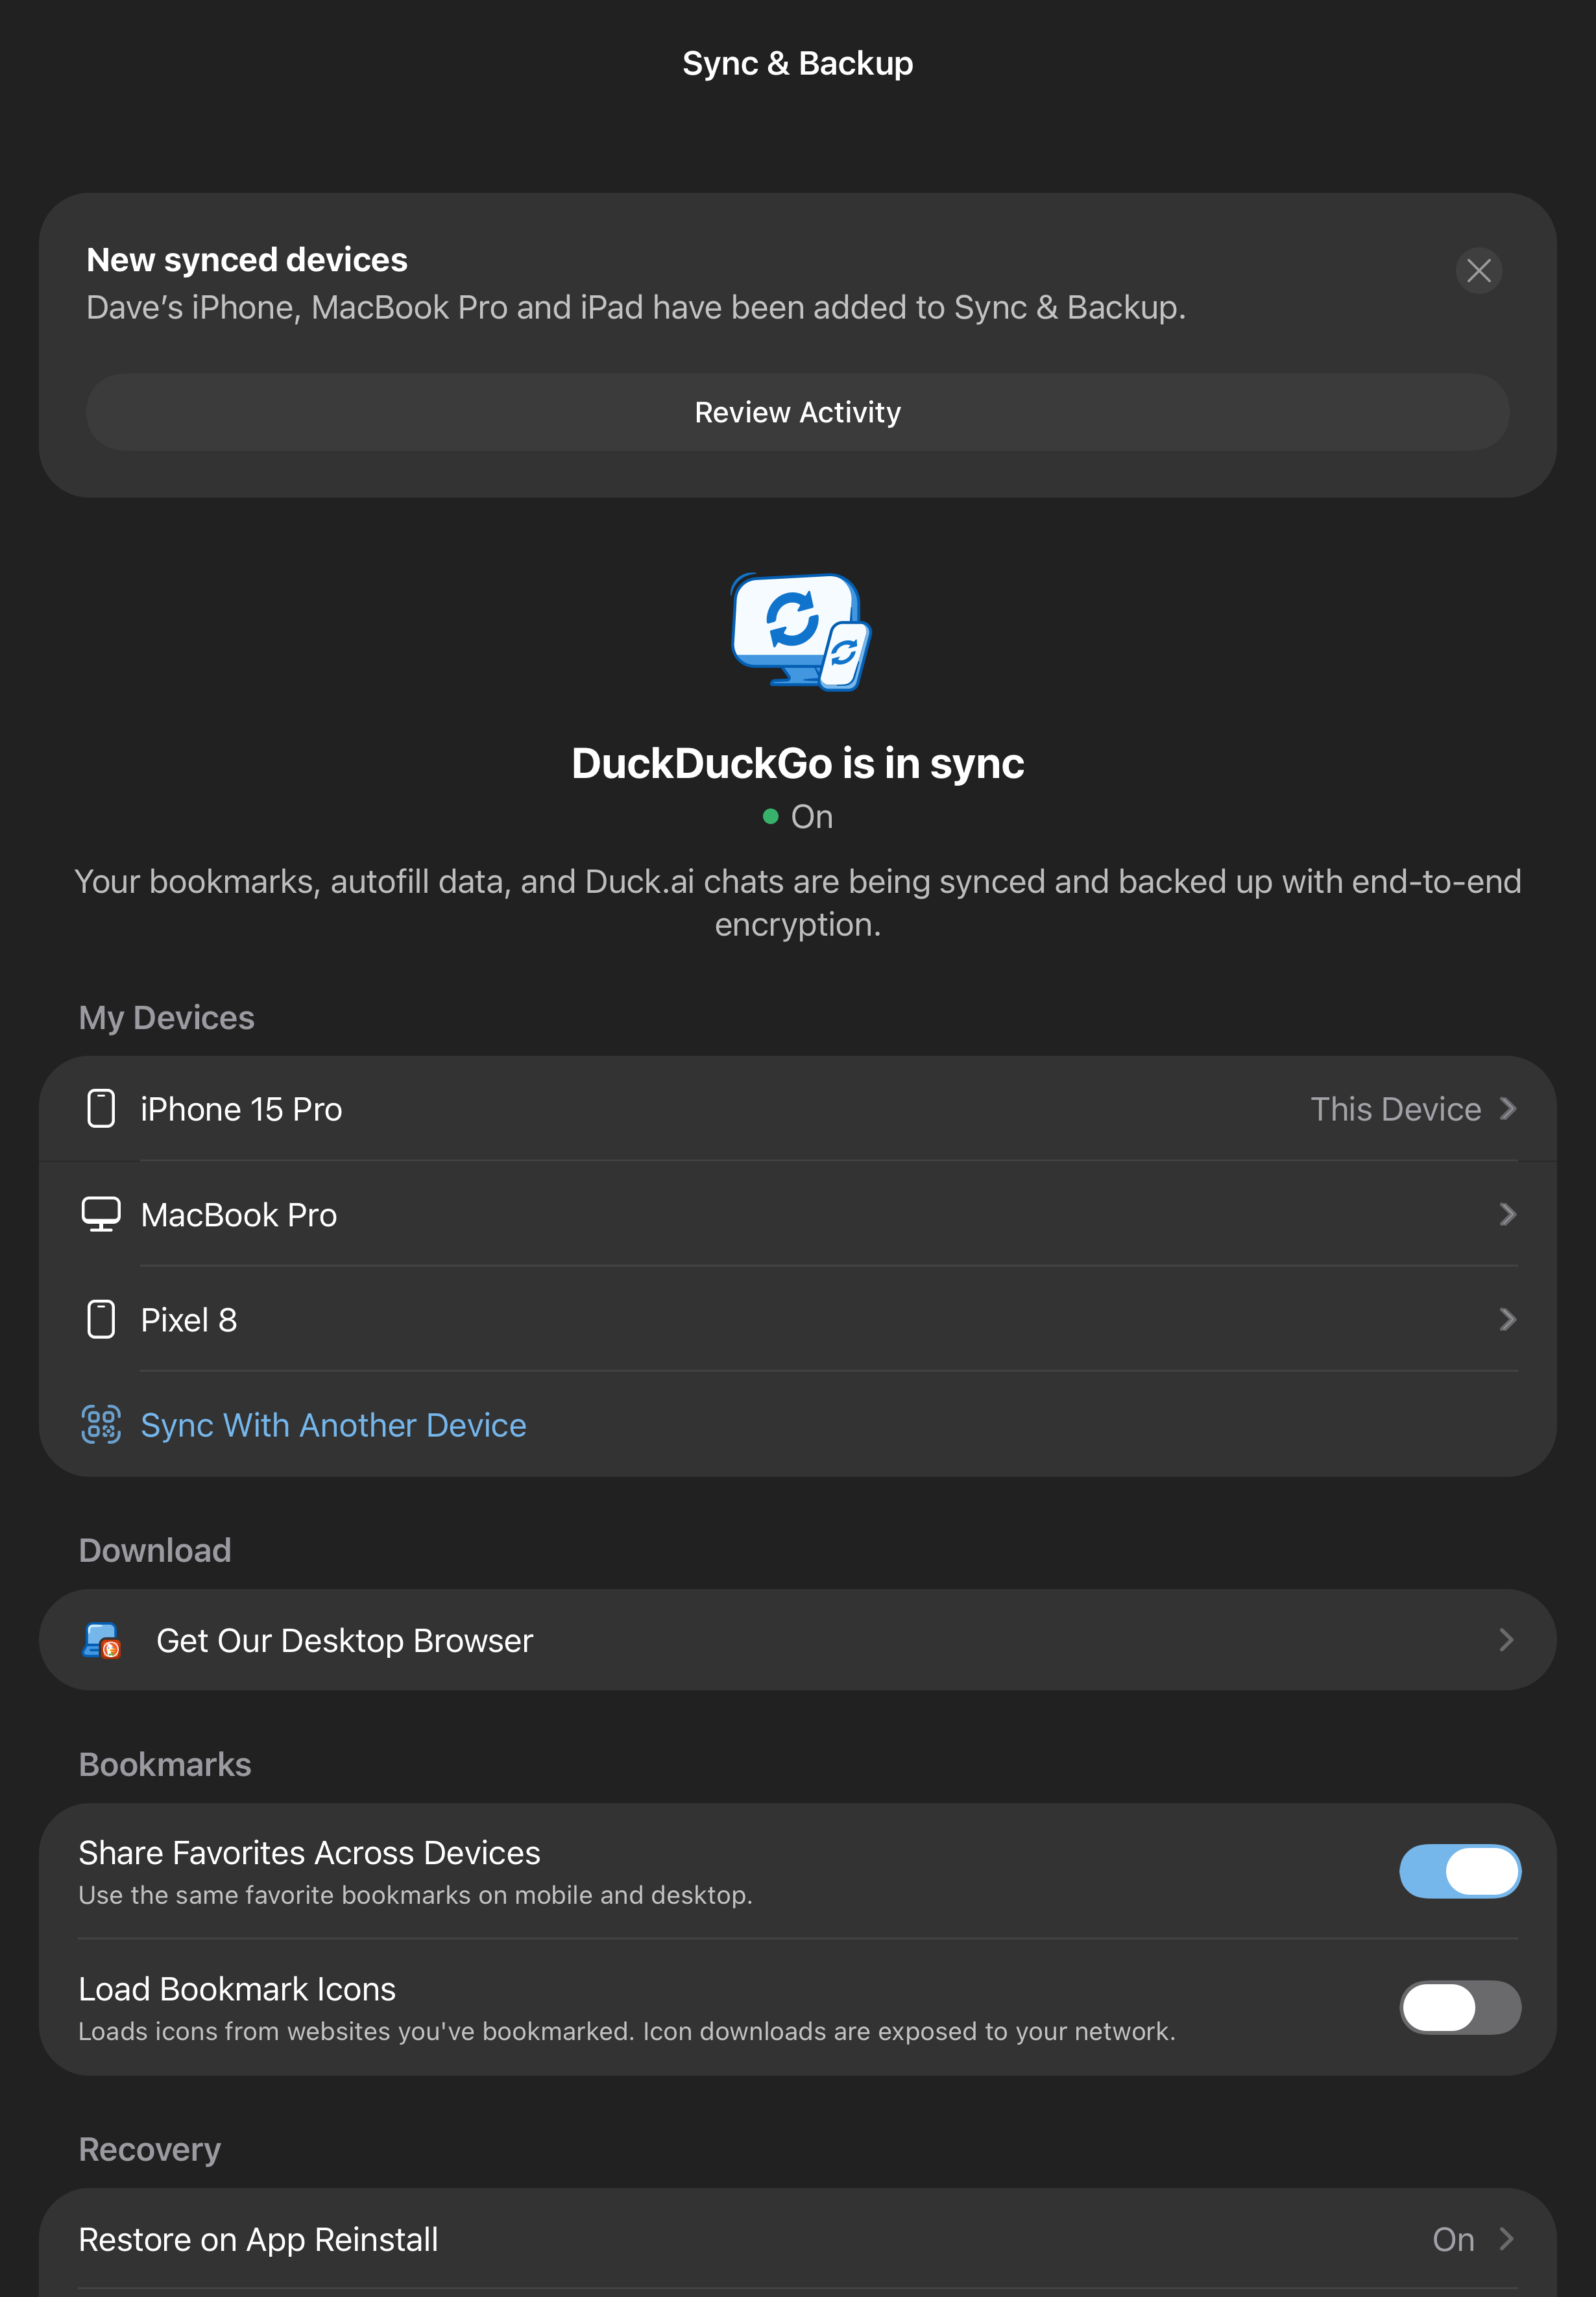 Sync & Backup
New synced devices
Dave’s iPhone, MacBook Pro and iPad have been added to Sync & Backup.
Review Activity
DuckDuckGo is in sync
On
Your bookmarks, autofill data, and Duck.ai chats are being synced and backed up with end-to-end
encryption.
My Devices
iPhone 15 Pro This Device
MacBook Pro
Pixel 8
Sync With Another Device
Download
Get Our Desktop Browser
Bookmarks
Share Favorites Across Devices
Use the same favorite bookmarks on mobile and desktop.
Load Bookmark Icons
Loads icons from websites you've bookmarked. Icon downloads are exposed to your network.
Recovery
Restore on App Reinstall On